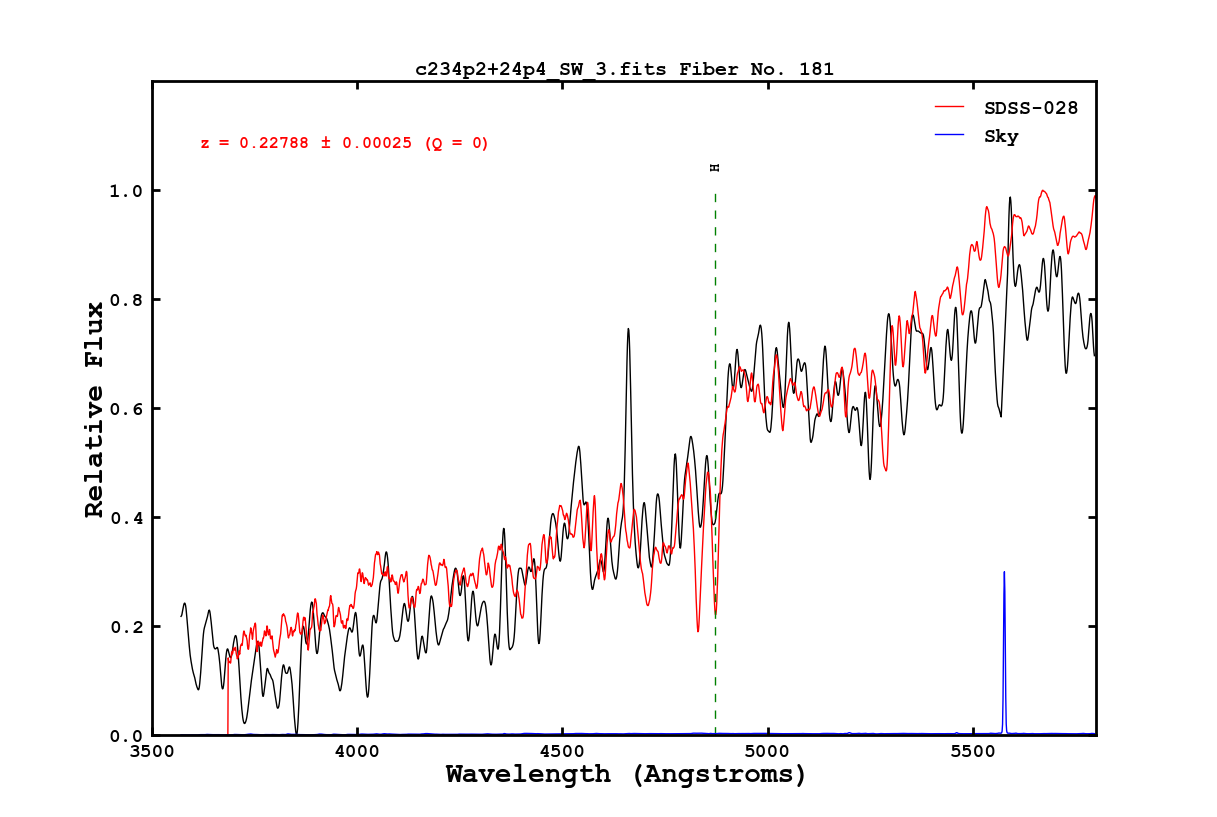 c234p2+24p4_SW_3.fits Fiber No. 181
SDSS-028
Sky
z = 0.22788 ± 0.00025 (Q = 0)
H
1.0
0.8
0.6
0.4
0.2
0.0
Relative Flux
3500
4000
4500
5000
5500
Wavelength (Angstroms)